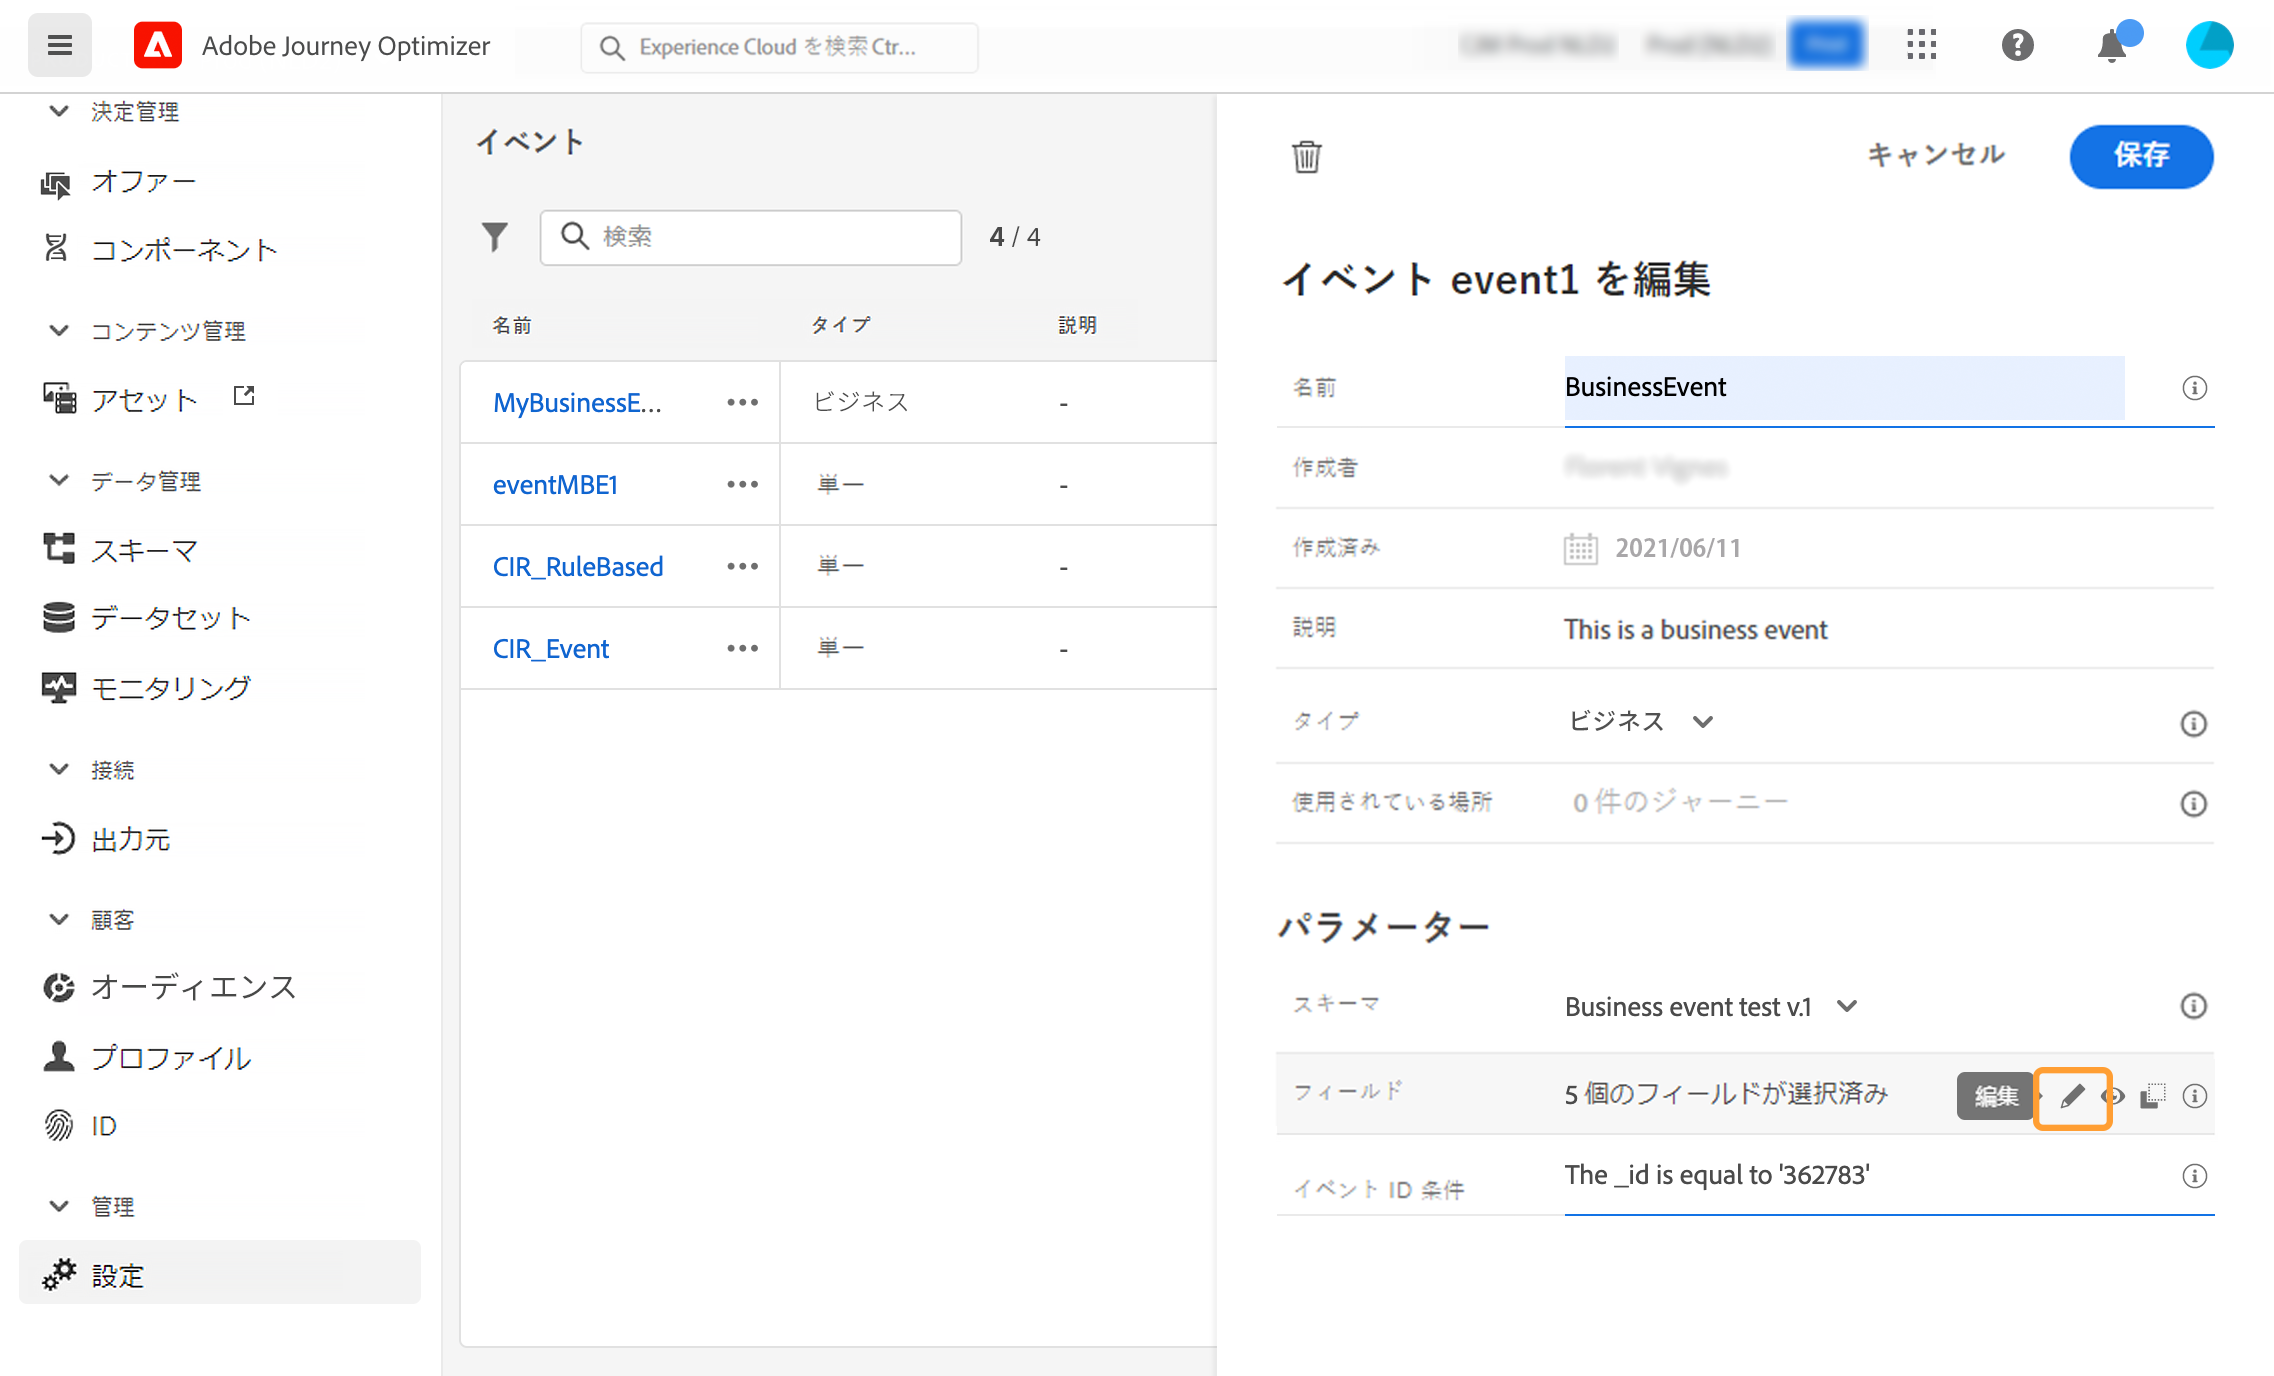 Adobe Journey Optimizer
Experience Cloud を検索 Ctr...
決定管理
オファー
コンポーネント
コンテンツ管理
アセット
データ管理
スキーマ
データセット
モニタリング
接続
出力元
顧客
オーディエンス
プロファイル
ID
管理
設定
イベント
検索
4 / 4
名前 タイプ 説明
MyBusinessE... ビジネス -
eventMBE1 単一 -
CIR_RuleBased 単一 -
CIR_Event 単一 -
キャンセル
保存
イベント event1 を編集
名前 BusinessEvent
作成者
作成済み 2021/06/11
説明 This is a business event
タイプ ビジネス
使用されている場所 0 件のジャーニー
パラメーター
スキーマ Business event test v.1
フィールド 5 個のフィールドが選択済み 編集
イベント ID 条件 The _id is equal to '362783'